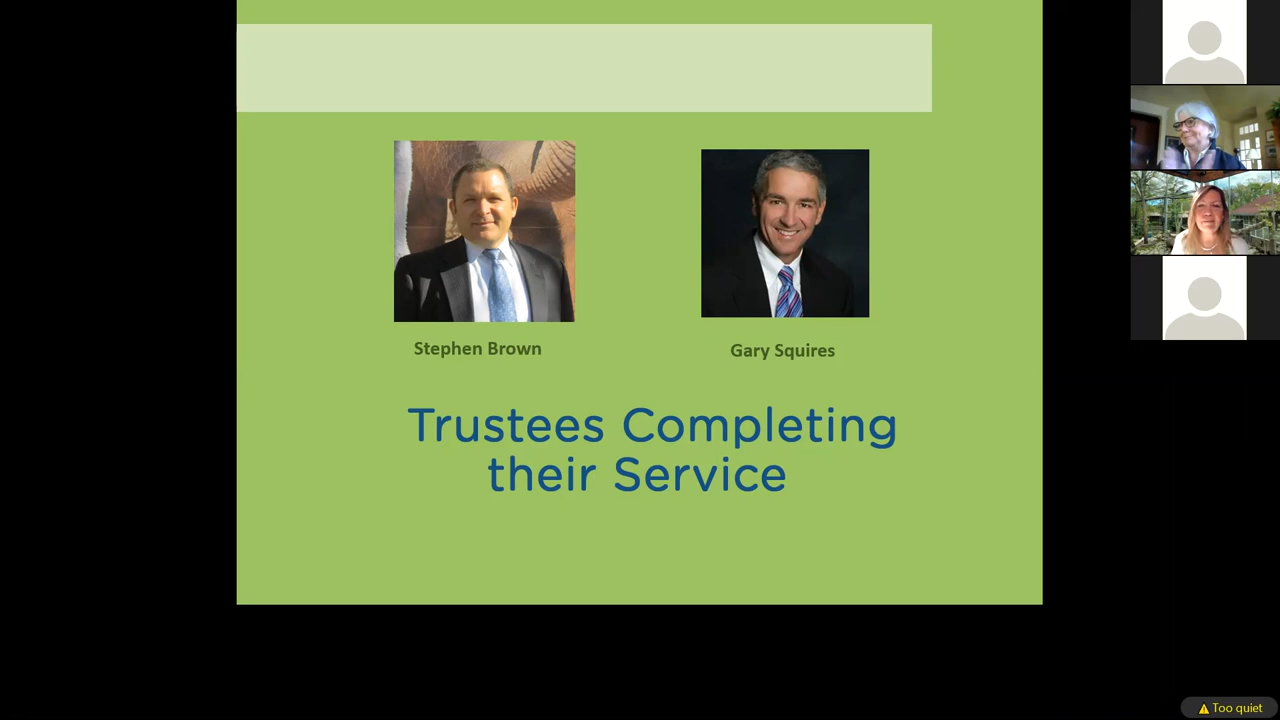 Stephen Brown
Gary Squires
Trustees Completing
their Service
Too quiet